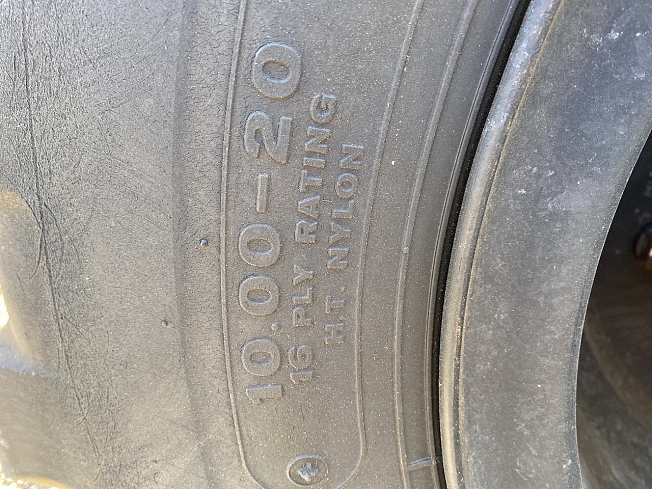 10.00-20
16 PLY RATING
H.T. NYLON